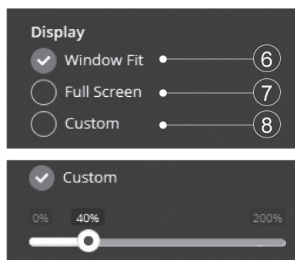 Display
Window Fit 6
Full Screen 7
Custom 8
Custom
0% 40% 200%